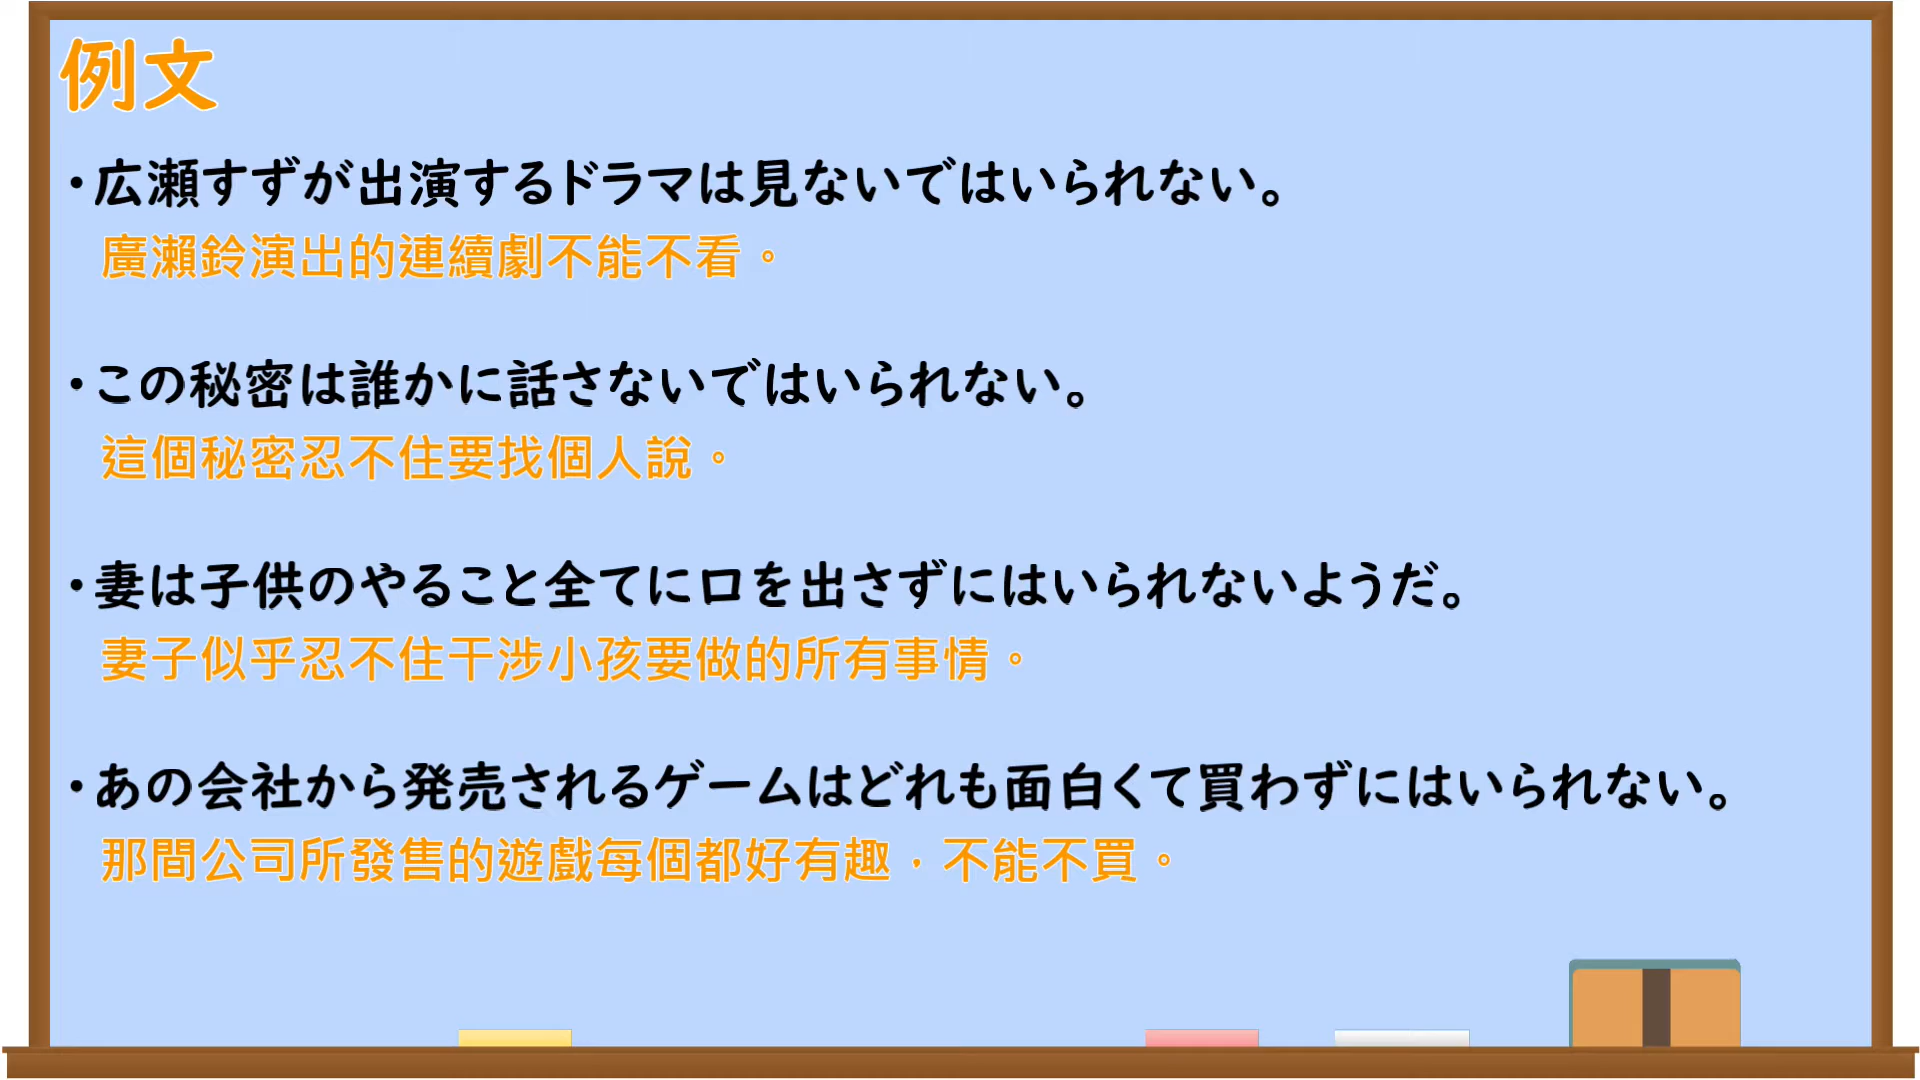 例文
・広瀬すずが出演するドラマは見ないではいられない。
廣瀨鈴演出的連續劇不能不看。
・この秘密は誰かに話さないではいられない。
這個秘密忍不住要找個人說。
・妻は子供のやること全てに口を出さずにはいられないようだ。
妻子似乎忍不住干涉小孩要做的所有事情。
・あの会社から発売されるゲームはどれも面白くて買わずにはいられない。
那間公司所發售的遊戲每個都好有趣，不能不買。